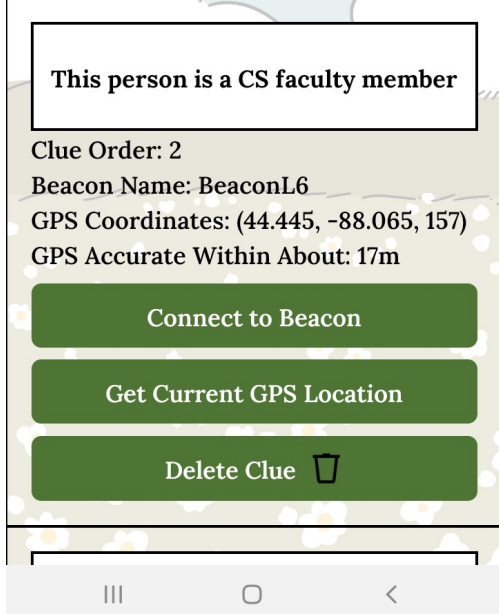 This person is a CS faculty member
Clue Order: 2
Beacon Name: BeaconL6
GPS Coordinates: (44.445, -88.065, 157)
GPS Accurate Within About: 17m
Connect to Beacon
Get Current GPS Location
Delete Clue